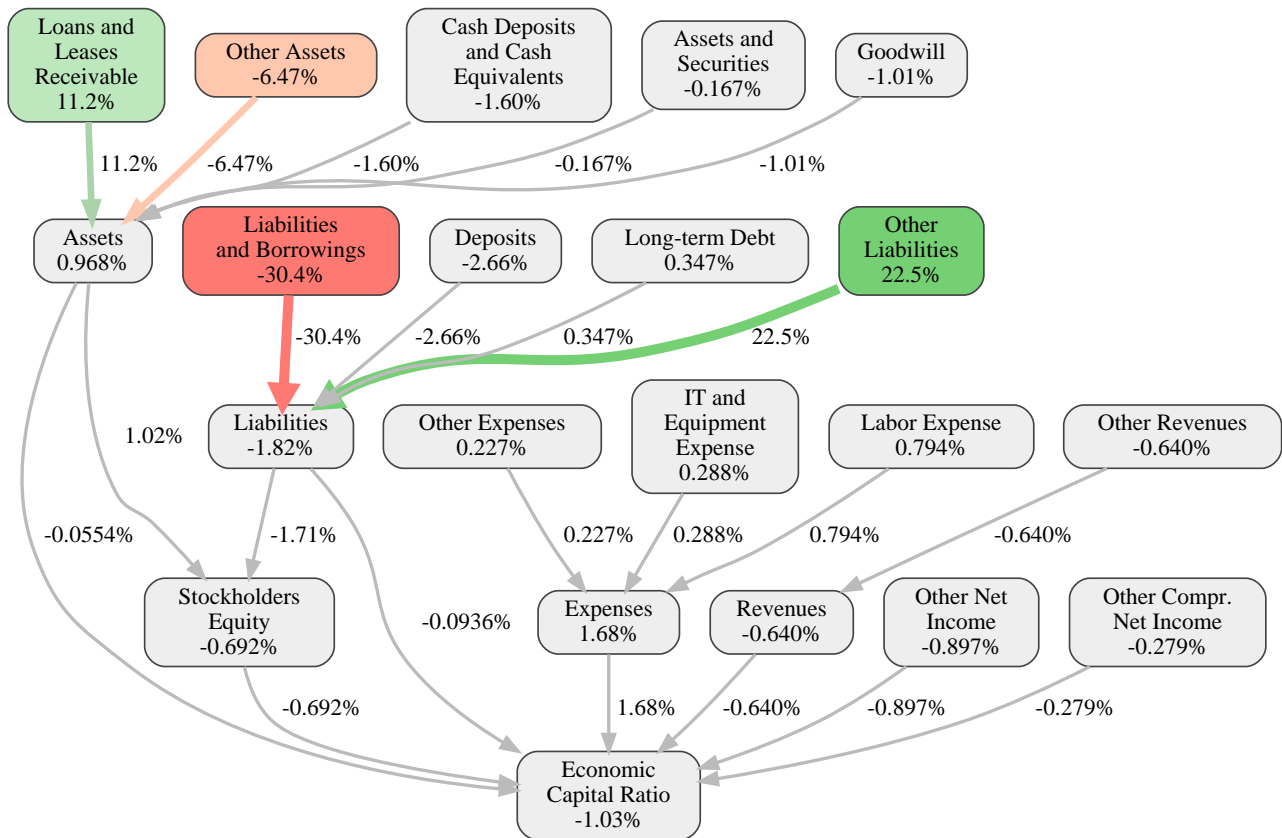 Loans and
Leases
Receivable
11.2%
Other Assets
-6.47%
Cash Deposits
and Cash
Equivalents
-1.60%
Assets and
Securities
-0.167%
Goodwill
-1.01%
11.2%
-6.47%
-1.60%
-0.167%
-1.01%
Assets
0.968%
Liabilities
and Borrowings
-30.4%
Deposits
-2.66%
Long-term Debt
0.347%
Other
Liabilities
22.5%
-30.4%
-2.66%
0.347%
22.5%
1.02%
Liabilities
-1.82%
Other Expenses
0.227%
IT and
Equipment
Expense
0.288%
Labor Expense
0.794%
Other Revenues
-0.640%
-0.0554%
-1.71%
0.227%
0.288%
0.794%
-0.640%
Stockholders
Equity
-0.692%
-0.0936%
Expenses
1.68%
Revenues
-0.640%
Other Net
Income
-0.897%
Other Compr.
Net Income
-0.279%
-0.692%
1.68%
-0.640%
-0.897%
-0.279%
Economic
Capital Ratio
-1.03%